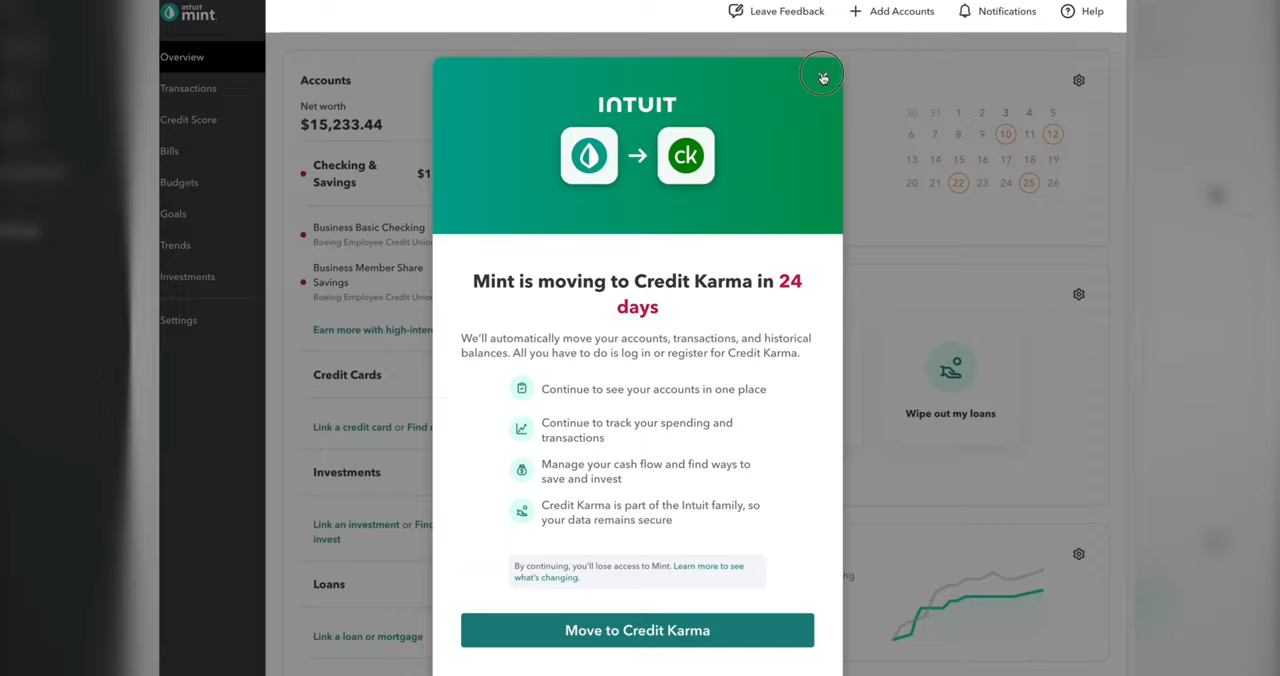 intuit
mint
Leave Feedback
Add Accounts
Notifications
Help
Overview
Transactions
Credit Score
Bills
Budgets
Goals
Trends
Investments
Settings
Accounts
Net worth
$15,233.44
Checking &
Savings
$1
Business Basic Checking
Boeing Employee Credit Union
Business Member Share
Savings
Boeing Employee Credit Union
Earn more with high-inter
Credit Cards
Link a credit card or Find
Investments
Link an investment or Find
invest
Loans
Link a loan or mortgage
INTUIT
ck
Mint is moving to Credit Karma in 24
days
We'll automatically move your accounts, transactions, and historical
balances. All you have to do is log in or register for Credit Karma.
Continue to see your accounts in one place
Continue to track your spending and
transactions
Manage your cash flow and find ways to
save and invest
Credit Karma is part of the Intuit family, so
your data remains secure
By continuing, you'll lose access to Mint. Learn more to see
what's changing.
Move to Credit Karma
30 31 1 2 3 4 5
6 7 8 9 10 11 12
13 14 15 16 17 18 19
20 21 22 23 24 25 26
Wipe out my loans
ng